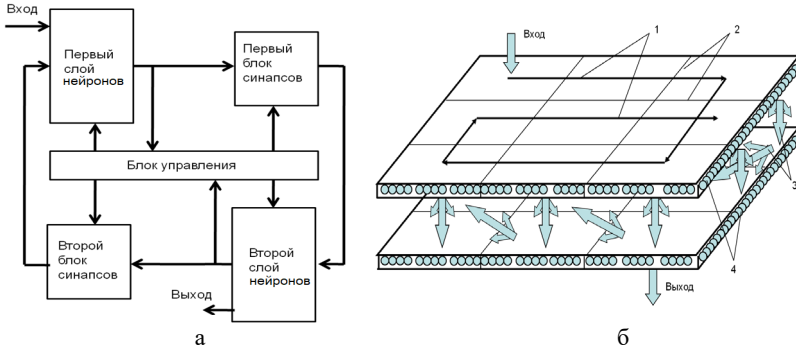 Вход
Первый
слой
нейронов
Первый
блок
синапсов
Блок управления
Второй
блок
синапсов
Второй
слой
нейронов
Выход
а
Вход
1
2
3
4
Выход
б